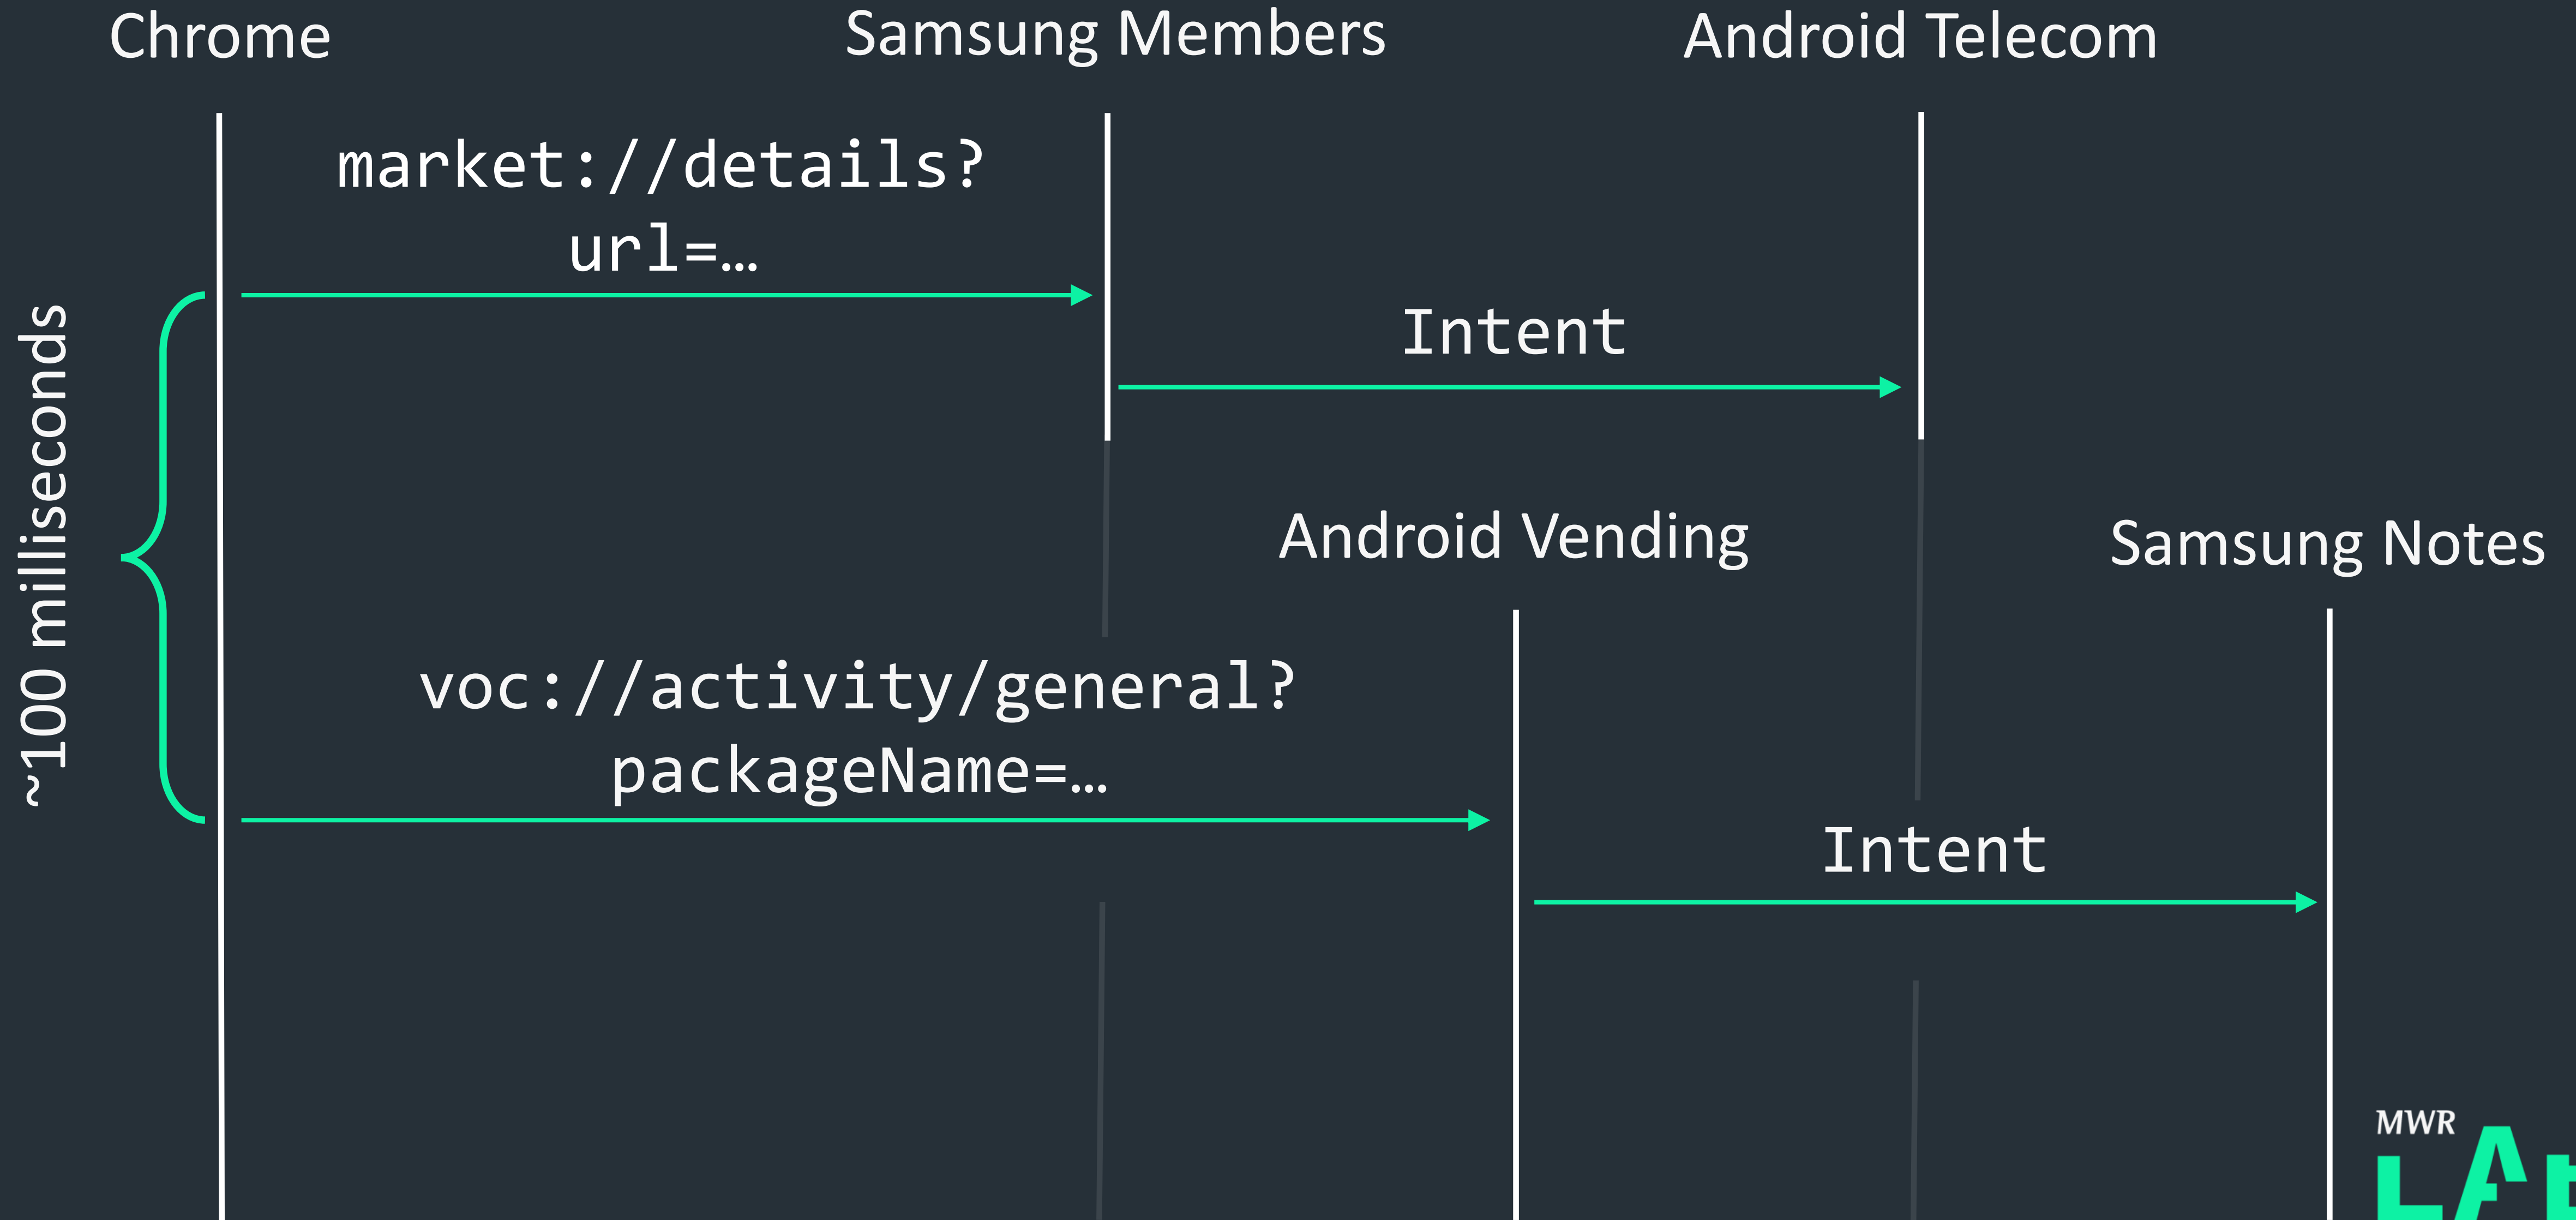 Chrome
Samsung Members
Android Telecom
market://details?
url=…
Intent
~100 milliseconds
Android Vending
Samsung Notes
voc://activity/general?
packageName=…
Intent
MWR